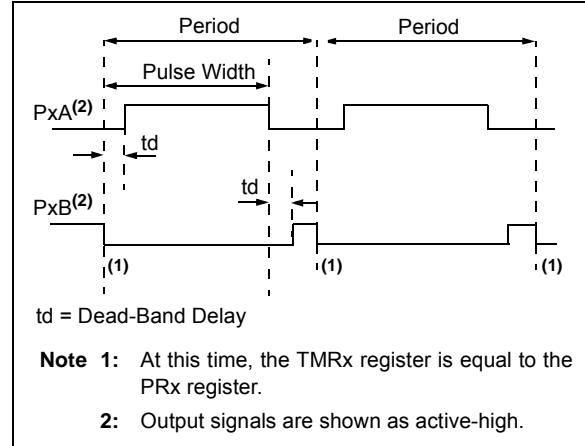 Period Period
Pulse Width
PxA(2)
td
td
PxB(2)
(1) (1) (1)
td = Dead-Band Delay
Note 1: At this time, the TMRx register is equal to the
PRx register.
2: Output signals are shown as active-high.